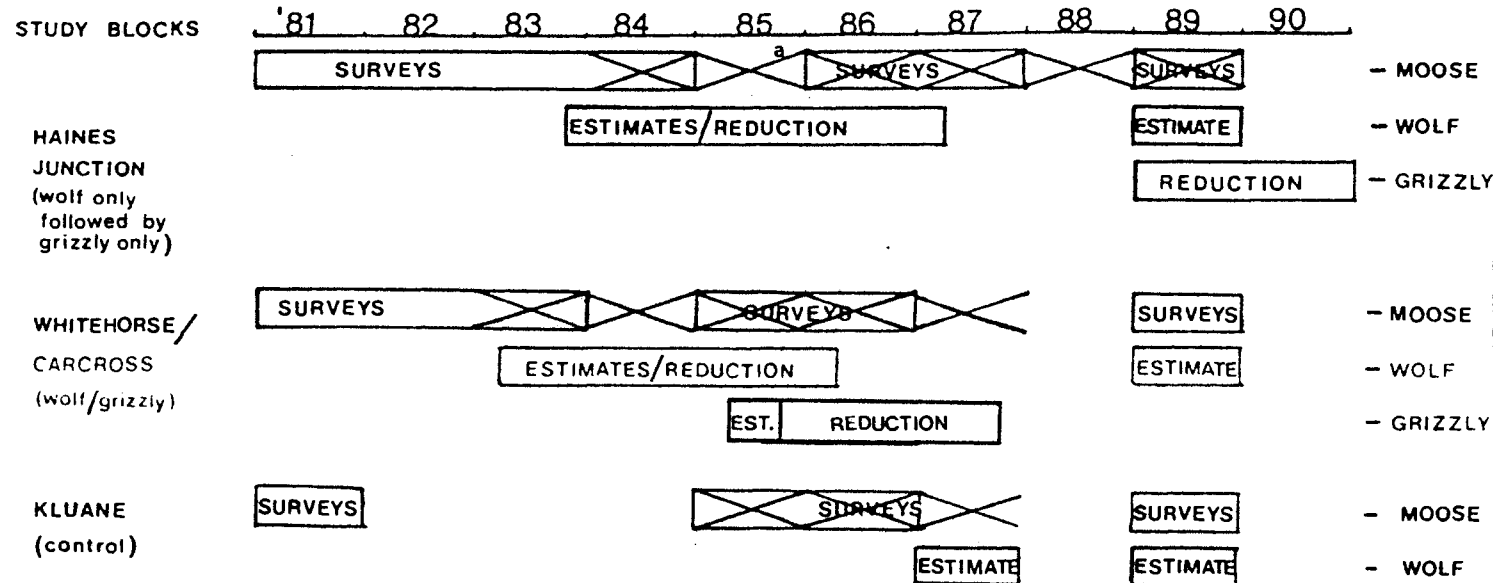 STUDY BLOCKS '81 82 83 84 85 86 87 88 89 90
a
SURVEYS SURVEYS SURVEYS - MOOSE
ESTIMATES/REDUCTION ESTIMATE - WOLF
HAINES
JUNCTION REDUCTION - GRIZZLY
(wolf only
followed by
grizzly only)
SURVEYS SURVEYS SURVEYS - MOOSE
WHITEHORSE/
CARCROSS ESTIMATES/REDUCTION ESTIMATE - WOLF
(wolf/grizzly)
EST. REDUCTION - GRIZZLY
KLUANE SURVEYS SURVEYS SURVEYS - MOOSE
(control)
ESTIMATE ESTIMATE - WOLF